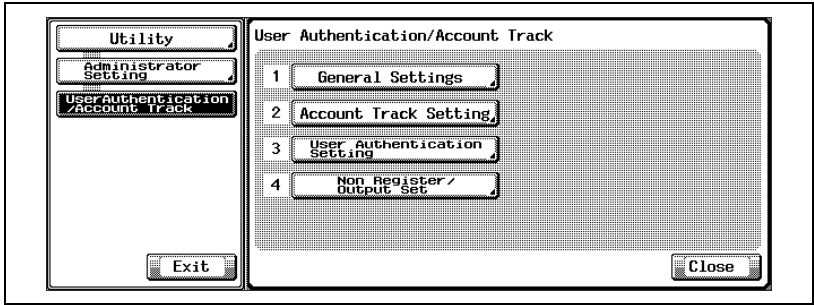 Utility
Administrator
Setting
UserAuthentication
/Account Track
Exit
User Authentication/Account Track
1 General Settings
2 Account Track Setting
3 User Authentication
Setting
4 Non Register/
Output Set
Close